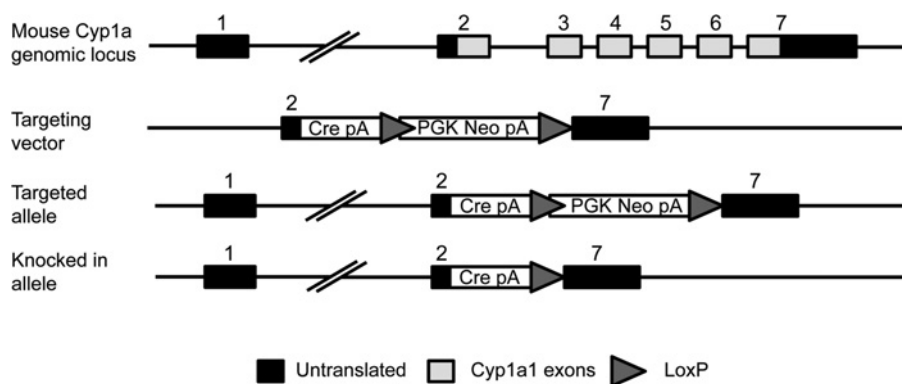 1 2 3 4 5 6 7
Mouse Cyp1a
genomic locus
2 7
Targeting
vector
Cre pA PGK Neo pA
1 2 7
Targeted
allele
Cre pA PGK Neo pA
1 2 7
Knocked in
allele
Cre pA
Untranslated Cyp1a1 exons LoxP